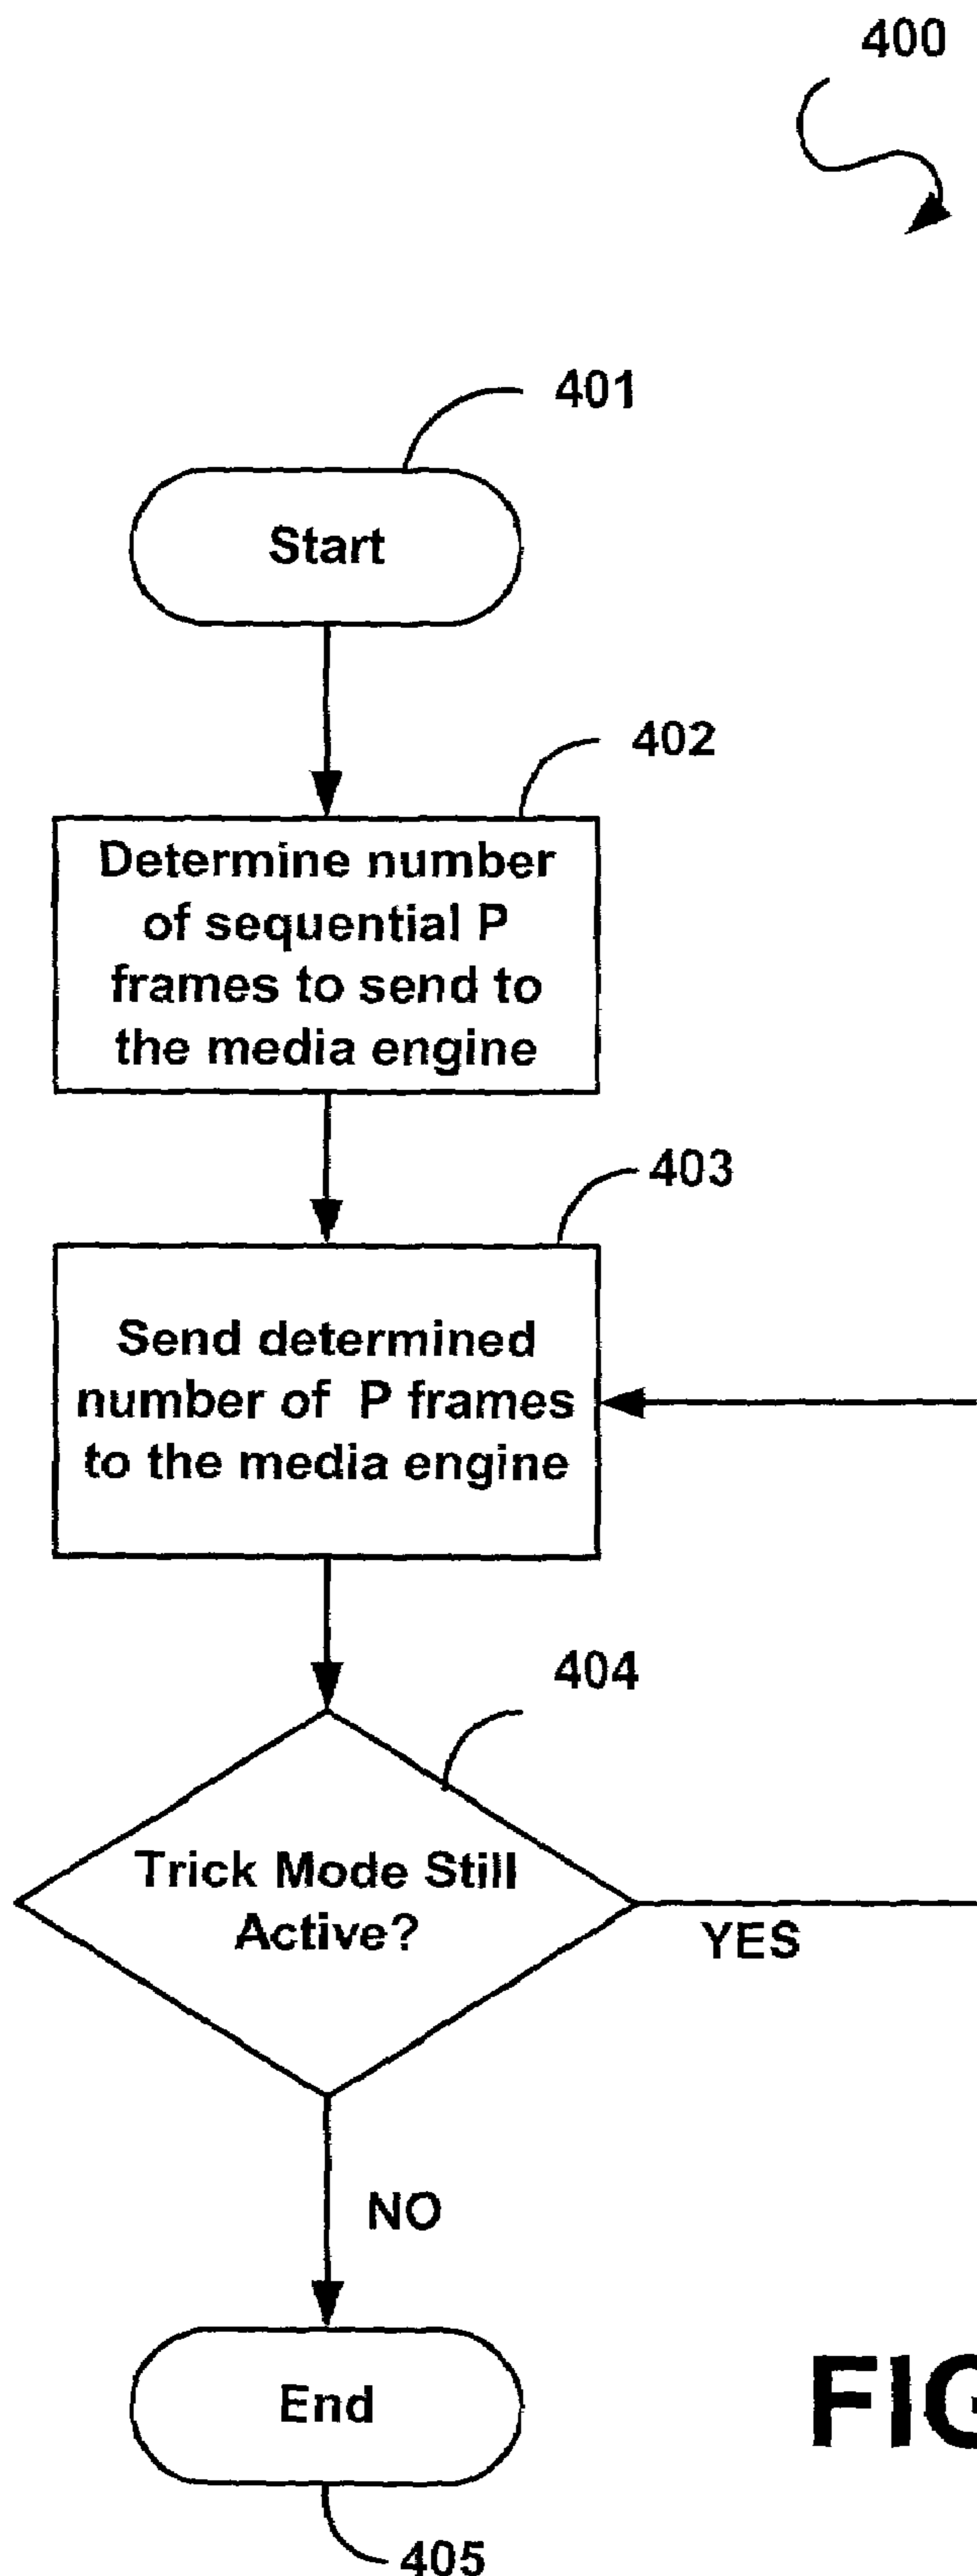 400
401
Start
402
Determine number
of sequential P
frames to send to
the media engine
403
Send determined
number of P frames
to the media engine
404
Trick Mode Still
Active?
YES
NO
End
FIG
405